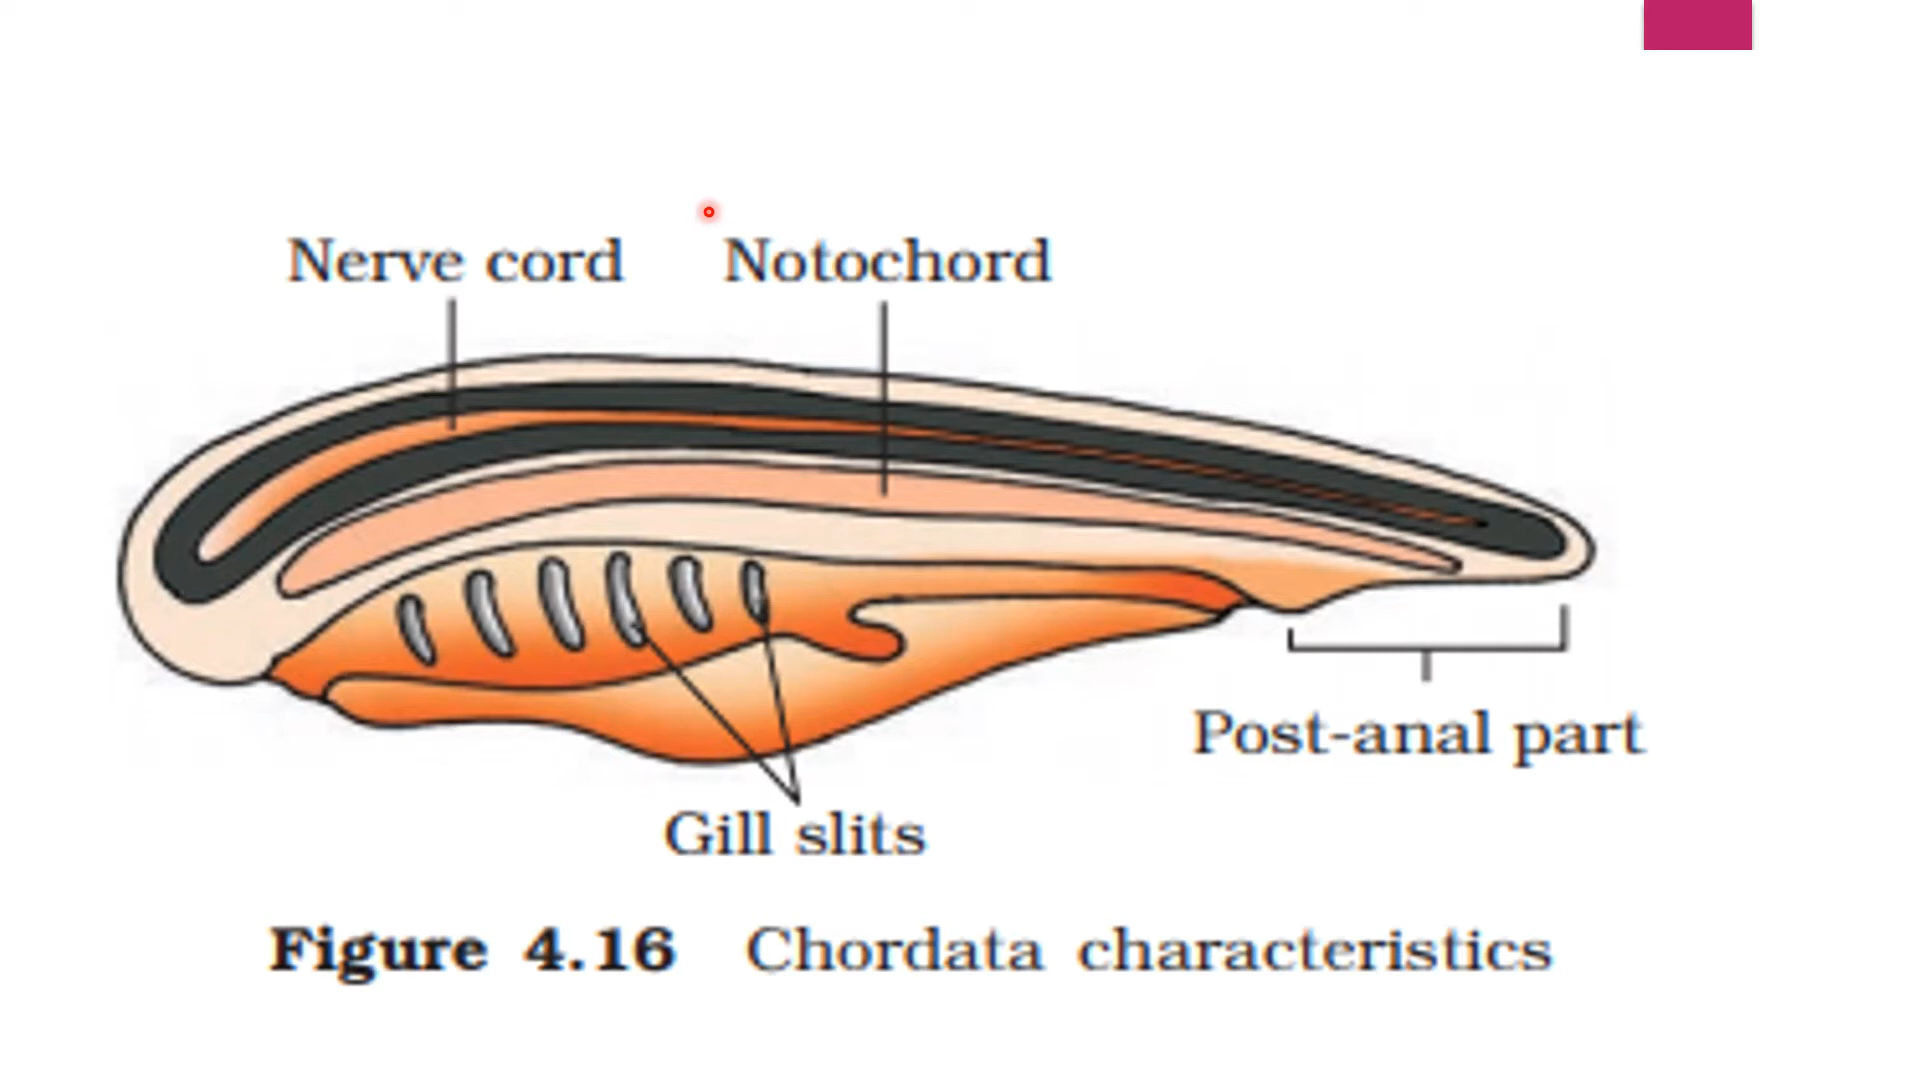 Nerve cord Notochord
Post-anal part
Gill slits
Figure 4.16 Chordata characteristics